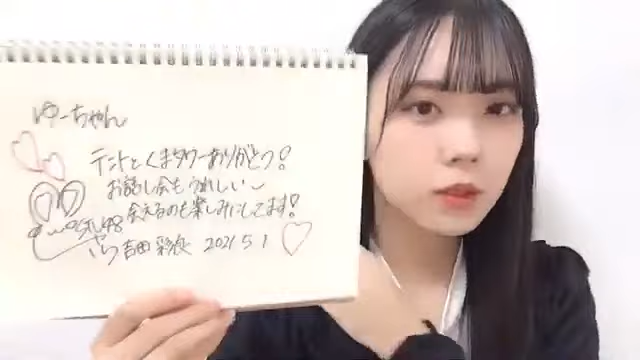 ゆーちゃん
テントとくまタワーありがとう!
お話し会もうれしい〜
会えるのも楽しみにしてます!
STU48
吉田 彩良 2021 5 1